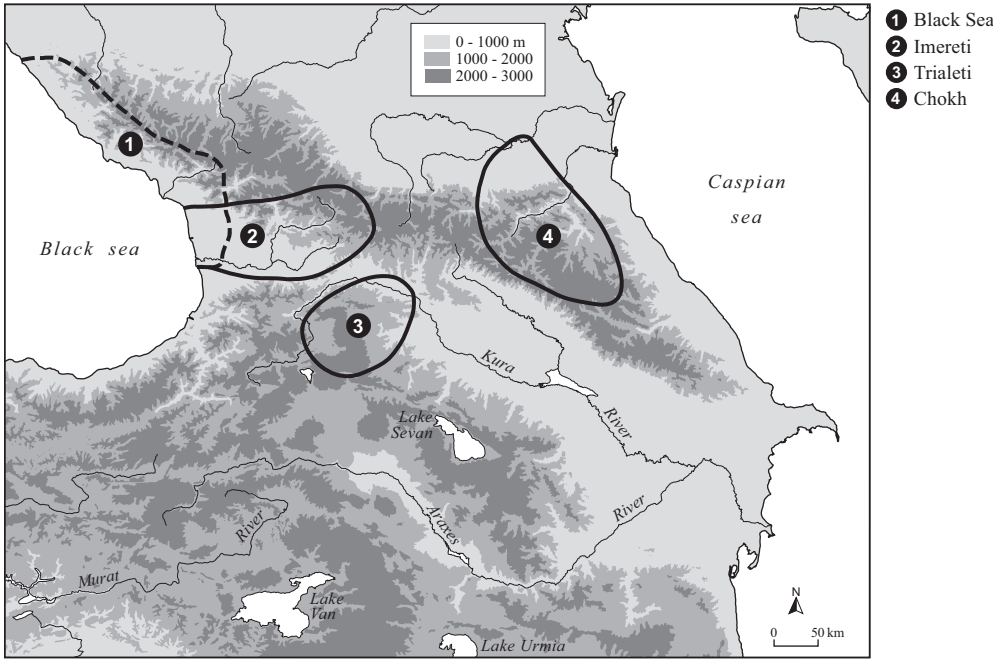 0 - 1000 m
1000 - 2000
2000 - 3000
1 Black Sea
2 Imereti
3 Trialeti
4 Chokh
1
Caspian
sea
Black sea
2
4
3
Kura
River
Lake
Sevan
River
Araxes
River
Murat
Lake
Van
Lake Urmia
N
0 50 km